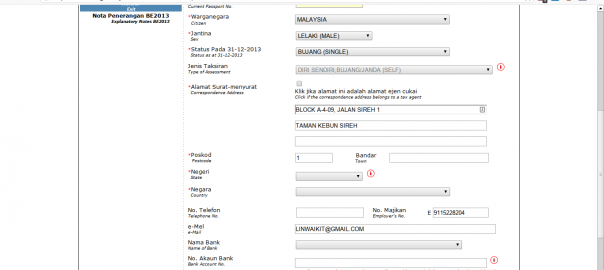 Exit
Nota Penerangan BE2013
Explanatory Notes BE2013
Current Passport No.
*Warganegara
Citizen
MALAYSIA
*Jantina
Sex
LELAKI (MALE)
*Status Pada 31-12-2013
Status as at 31-12-2013
BUJANG (SINGLE)
Jenis Taksiran
Type of Assessment
DIRI SENDIRI,BUJANG/JANDA (SELF)
*Alamat Surat-menyurat
Correspondence Address
Klik jika alamat ini adalah alamat ejen cukai
Click if the correspondence address belongs to a tax agent
BLOCK A-4-09, JALAN SIREH 1
TAMAN KEBUN SIREH
*Poskod
Postcode
1
Bandar
Town
*Negeri
State
*Negara
Country
No. Telefon
Telephone No.
No. Majikan
Employer's No.
E 9115228204
e-Mel
e-Mail
LINWAIKIT@GMAIL.COM
Nama Bank
Name of Bank
No. Akaun Bank
Bank Account No.